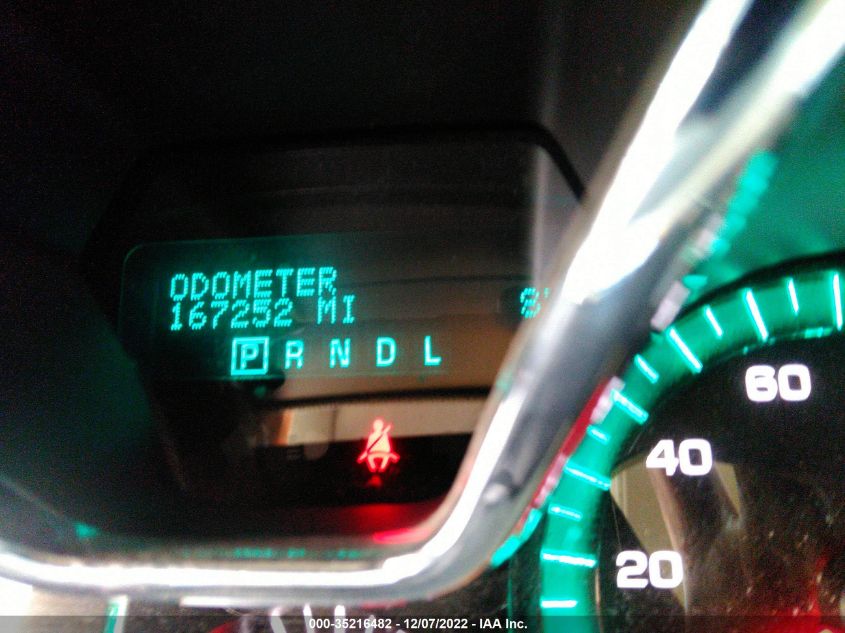 ODOMETER
167252 MI
P R N D L
60
40
20
000-35216482 - 12/07/2022 - IAA Inc.